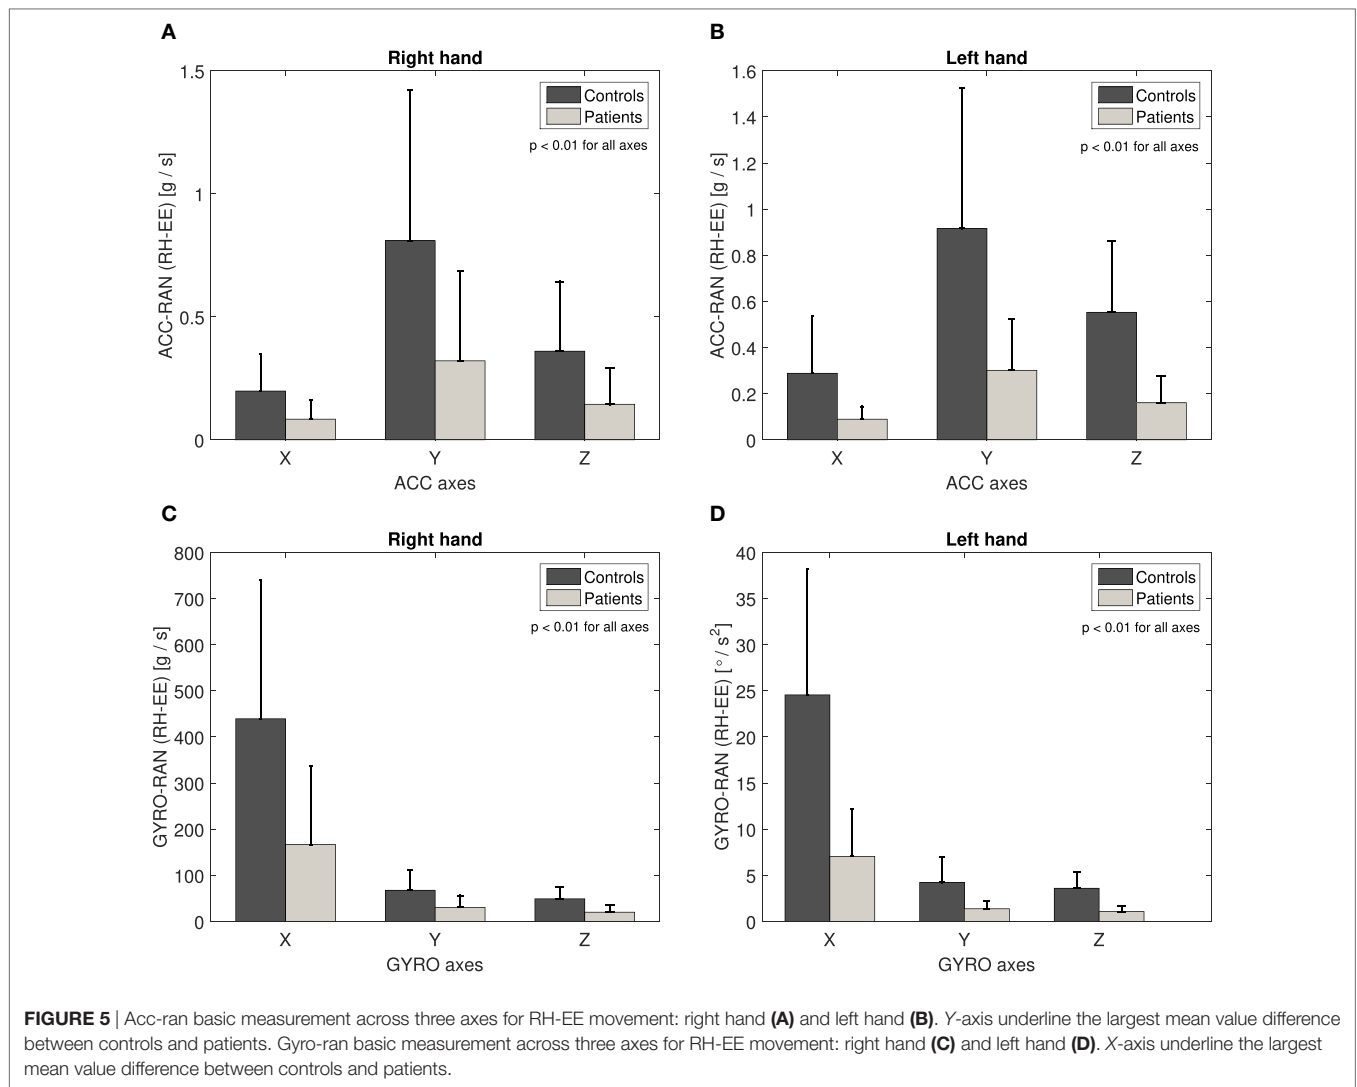 A
Right hand
1.5
1
0.5
0
ACC-RAN (RH-EE) [g / s]
Controls
Patients
p < 0.01 for all axes
X Y Z
ACC axes
B
Left hand
1.6
1.4
1.2
1
0.8
0.6
0.4
0.2
0
ACC-RAN (RH-EE) [g / s]
Controls
Patients
p < 0.01 for all axes
X Y Z
ACC axes
C
Right hand
800
700
600
500
400
300
200
100
0
GYRO-RAN (RH-EE) [g / s]
Controls
Patients
p < 0.01 for all axes
X Y Z
GYRO axes
D
Left hand
40
35
30
25
20
15
10
5
0
GYRO-RAN (RH-EE) [° / s²]
Controls
Patients
p < 0.01 for all axes
X Y Z
GYRO axes
FIGURE 5 | Acc-ran basic measurement across three axes for RH-EE movement: right hand (A) and left hand (B). Y-axis underline the largest mean value difference
between controls and patients. Gyro-ran basic measurement across three axes for RH-EE movement: right hand (C) and left hand (D). X-axis underline the largest
mean value difference between controls and patients.